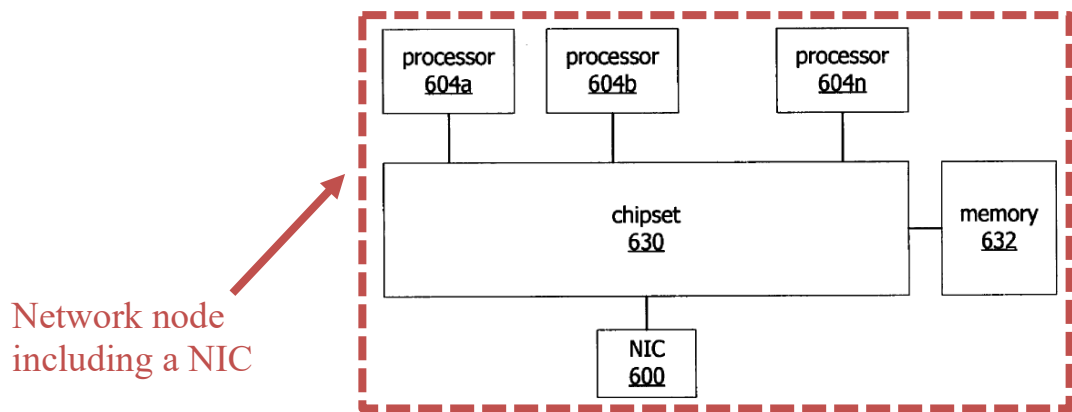 processor
604a
processor
604b
processor
604n
chipset
630
memory
632
Network node
including a NIC
NIC
600